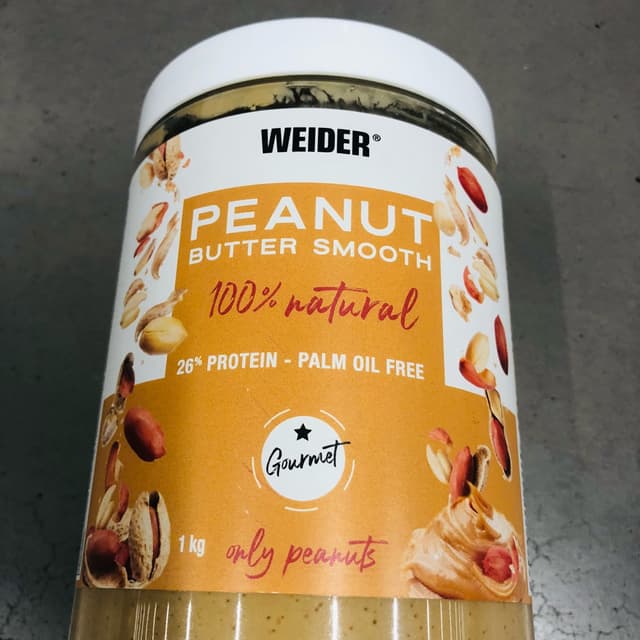 WEIDER®
PEANUT
BUTTER SMOOTH
100% natural
26% PROTEIN - PALM OIL FREE
Gourmet
1 kg
only peanuts